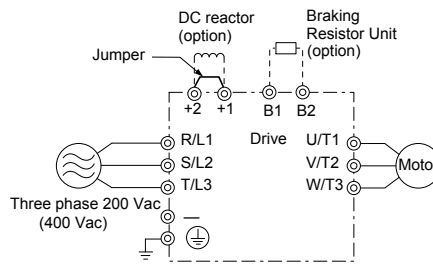 DC reactor
(option)
Braking
Resistor Unit
(option)
Jumper
+2
+1
B1
B2
R/L1
Drive
U/T1
S/L2
V/T2
Moto
T/L3
W/T3
Three phase 200 Vac
(400 Vac)